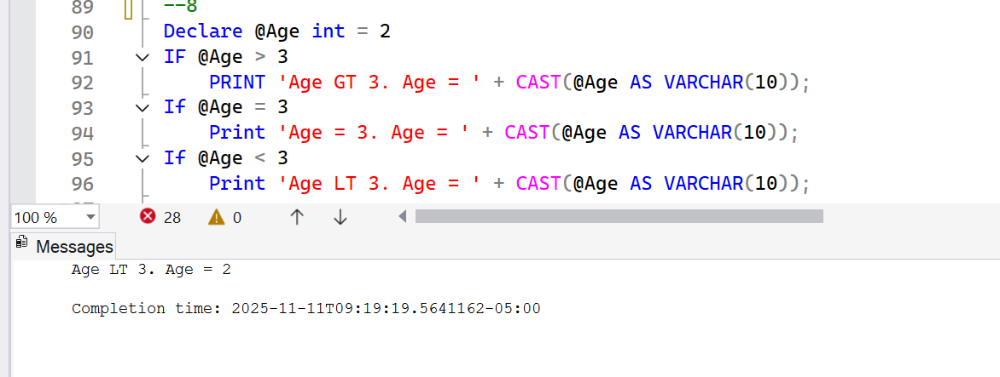 89 --8
90 Declare @Age int = 2
91 IF @Age > 3
92 PRINT 'Age GT 3. Age = ' + CAST(@Age AS VARCHAR(10));
93 If @Age = 3
94 Print 'Age = 3. Age = ' + CAST(@Age AS VARCHAR(10));
95 If @Age < 3
96 Print 'Age LT 3. Age = ' + CAST(@Age AS VARCHAR(10));
100 % 28 0
Messages
Age LT 3. Age = 2
Completion time: 2025-11-11T09:19:19.5641162-05:00